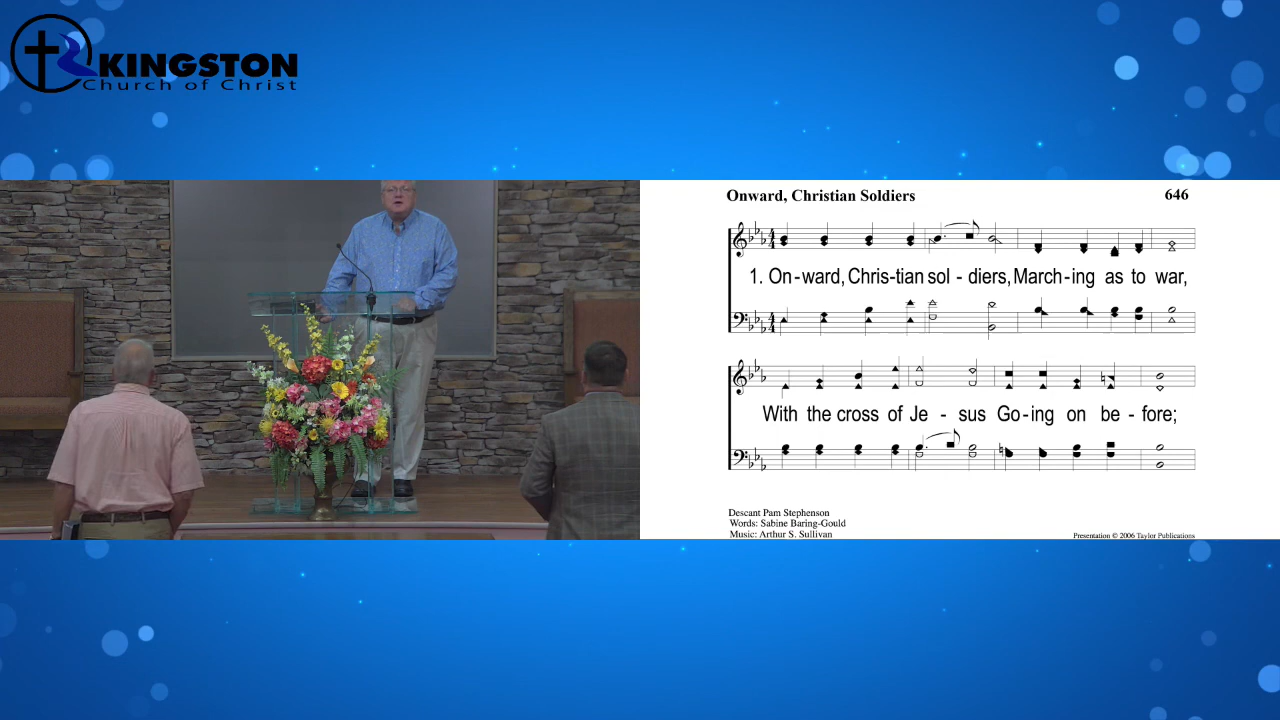 KINGSTON
Church of Christ
Onward, Christian Soldiers 646
1. On-ward, Chris-tian sol - diers, March-ing as to war,
With the cross of Je - sus Go-ing on be - fore;
Descant Pam Stephenson
Words: Sabine Baring-Gould
Music: Arthur S. Sullivan
Presentation © 2006 Taylor Publications